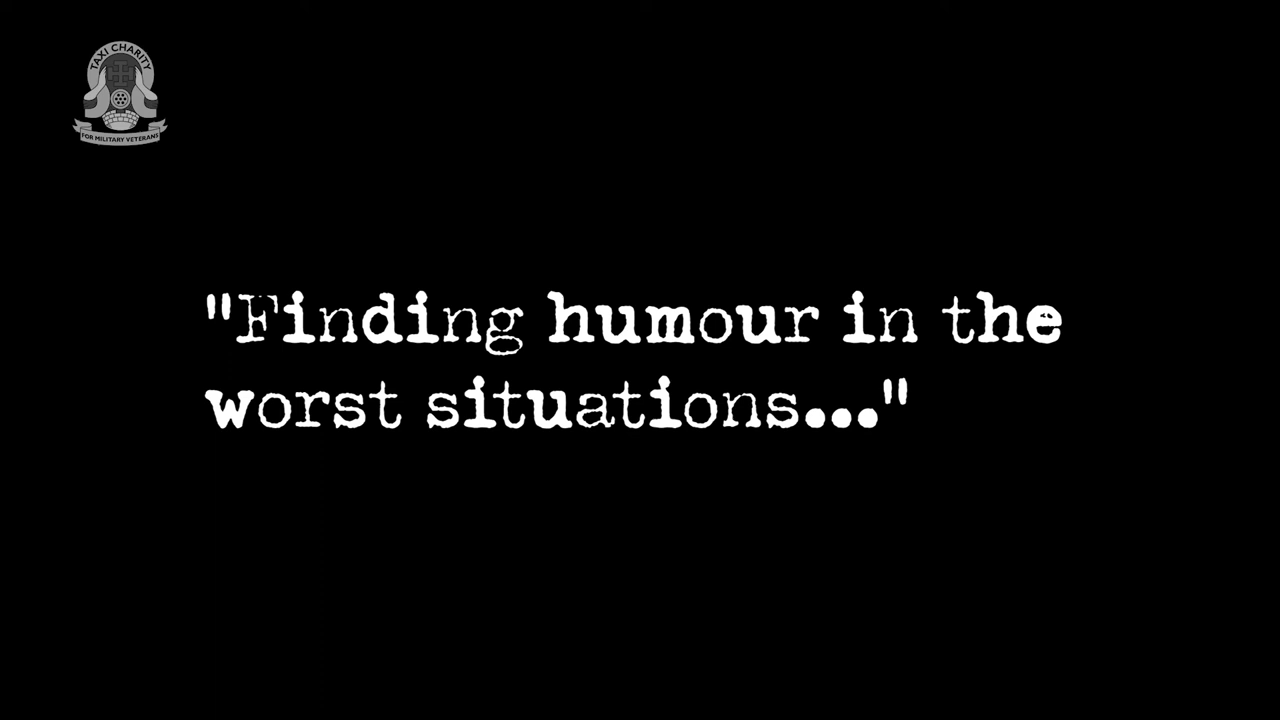 TAXI CHARITY
FOR MILITARY VETERANS
"Finding humour in the
worst situations..."